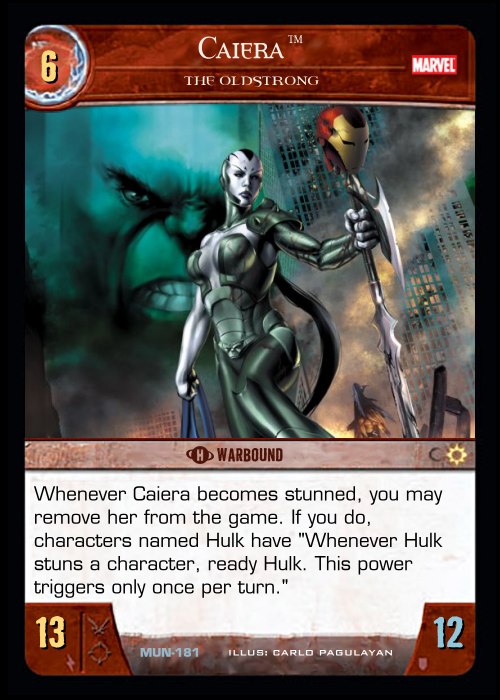 6
CAIERA™
THE OLDSTRONG
MARVEL
H WARBOUND
Whenever Caiera becomes stunned, you may
remove her from the game. If you do,
characters named Hulk have "Whenever Hulk
stuns a character, ready Hulk. This power
triggers only once per turn."
13
MUN-181 ILLUS: CARLO PAGULAYAN
12